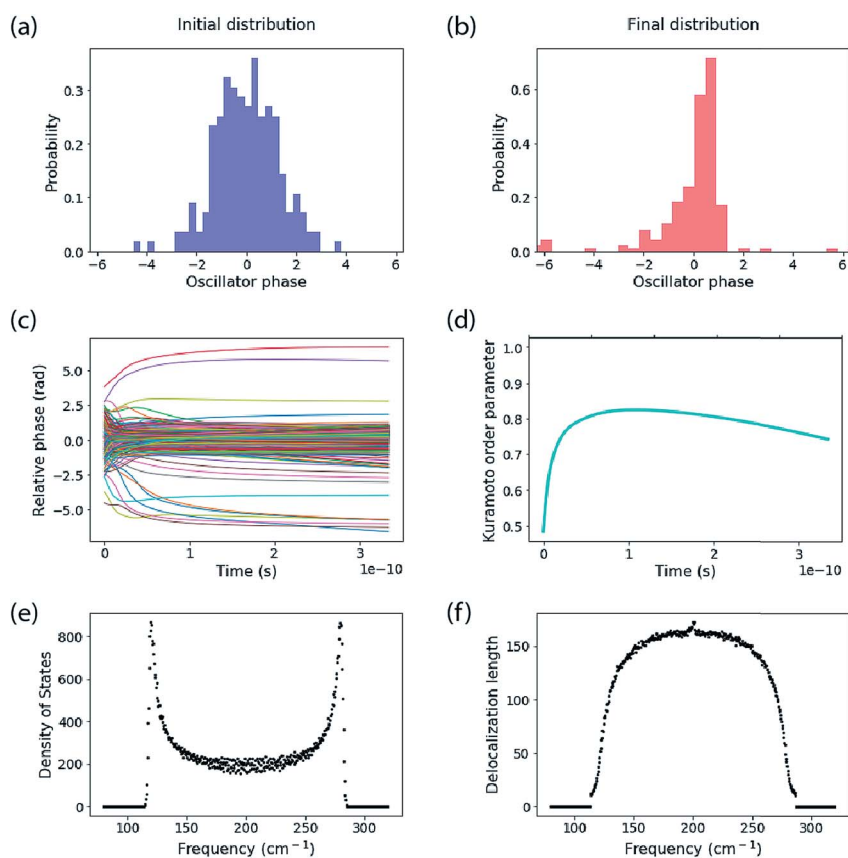 (a) Initial distribution
Probability
0.3
0.2
0.1
0.0
−6 −4 −2 0 2 4 6
Oscillator phase
(b) Final distribution
Probability
0.6
0.4
0.2
0.0
−6 −4 −2 0 2 4 6
Oscillator phase
(c)
Relative phase (rad)
5.0
2.5
0.0
−2.5
−5.0
0 1 2 3
Time (s) 1e−10
(d)
Kuramoto order parameter
1.0
0.9
0.8
0.7
0.6
0.5
0 1 2 3
Time (s) 1e−10
(e)
Density of States
800
600
400
200
0
100 150 200 250 300
Frequency (cm⁻¹)
(f)
Delocalization length
150
100
50
0
100 150 200 250 300
Frequency (cm⁻¹)